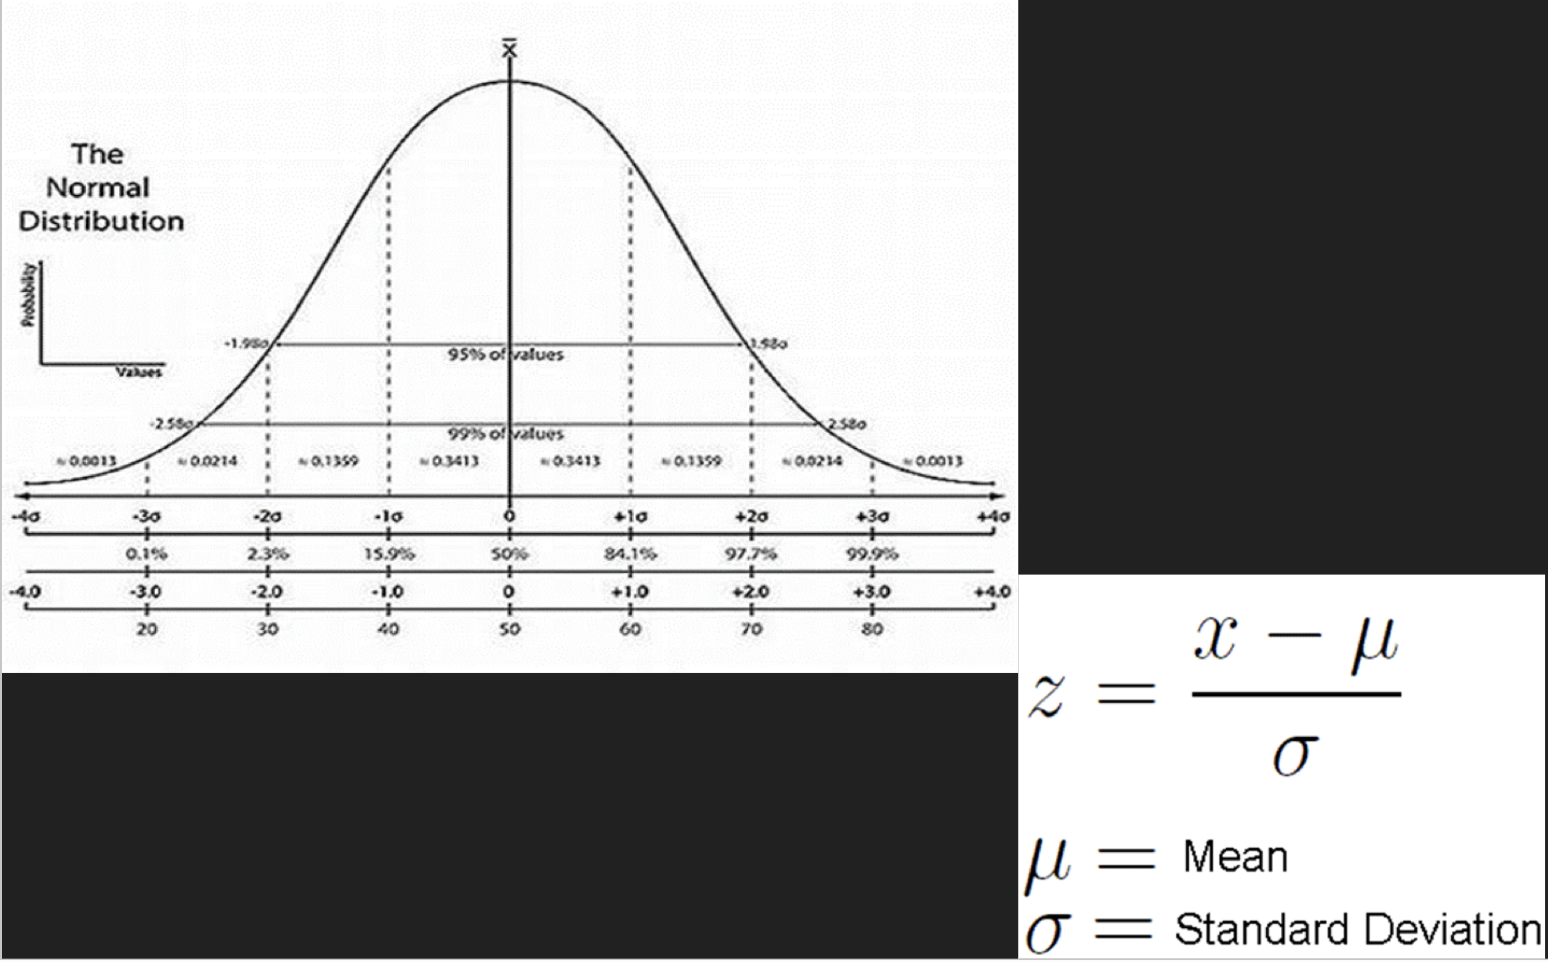 x̄
The
Normal
Distribution
Probability
Values
-1.98σ 1.98σ
95% of values
-2.58σ 2.58σ
99% of values
≈ 0.0013 ≈ 0.0214 ≈ 0.1359 ≈ 0.3413 ≈ 0.3413 ≈ 0.1359 ≈ 0.0214 ≈ 0.0013
-4σ -3σ -2σ -1σ 0 +1σ +2σ +3σ +4σ
0.1% 2.3% 15.9% 50% 84.1% 97.7% 99.9%
-4.0 -3.0 -2.0 -1.0 0 +1.0 +2.0 +3.0 +4.0
20 30 40 50 60 70 80
z = (x − μ) / σ
μ = Mean
σ = Standard Deviation